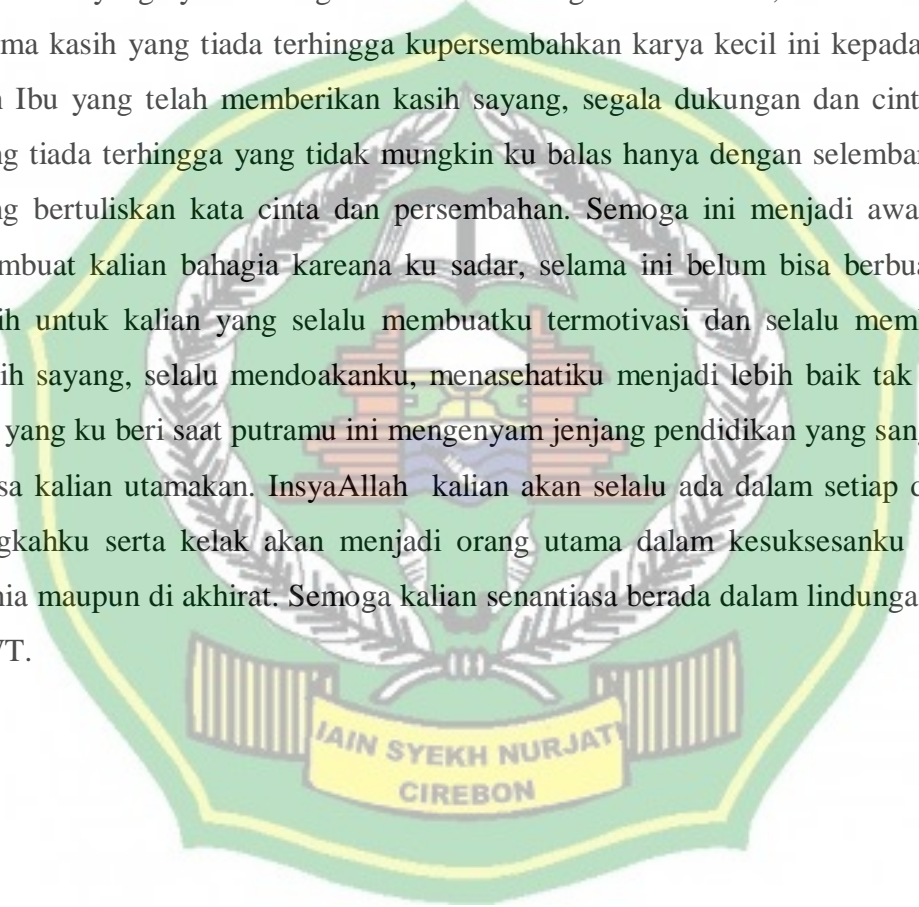 ma kasih yang tiada terhingga kupersembahkan karya kecil ini kepada
Ibu yang telah memberikan kasih sayang, segala dukungan dan cint
ng tiada terhingga yang tidak mungkin ku balas hanya dengan selembar
ng bertuliskan kata cinta dan persembahan. Semoga ini menjadi awa
mbuat kalian bahagia kareana ku sadar, selama ini belum bisa berbua
ih untuk kalian yang selalu membuatku termotivasi dan selalu mem
ih sayang, selalu mendoakanku, menasehatiku menjadi lebih baik tak
yang ku beri saat putramu ini mengenyam jenjang pendidikan yang san
sa kalian utamakan. InsyaAllah kalian akan selalu ada dalam setiap
gkahku serta kelak akan menjadi orang utama dalam kesuksesanku
nia maupun di akhirat. Semoga kalian senantiasa berada dalam lindunga
T.
IAIN SYEKH NURJATI
CIREBON